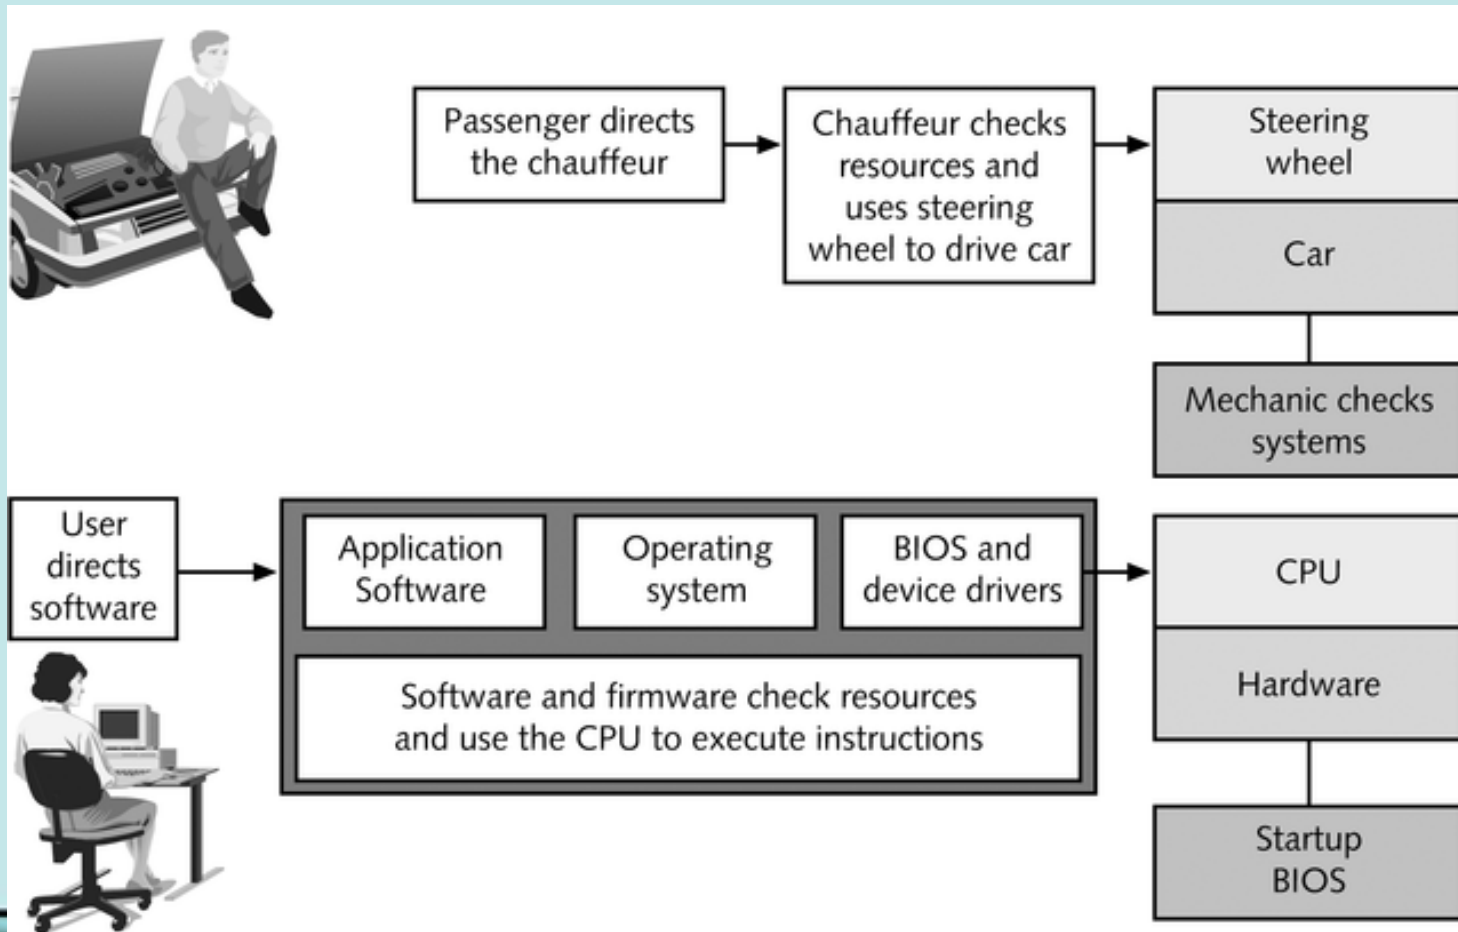 Passenger directs
the chauffeur
Chauffeur checks
resources and
uses steering
wheel to drive car
Steering
wheel
Car
Mechanic checks
systems
User
directs
software
Application
Software
Operating
system
BIOS and
device drivers
Software and firmware check resources
and use the CPU to execute instructions
CPU
Hardware
Startup
BIOS